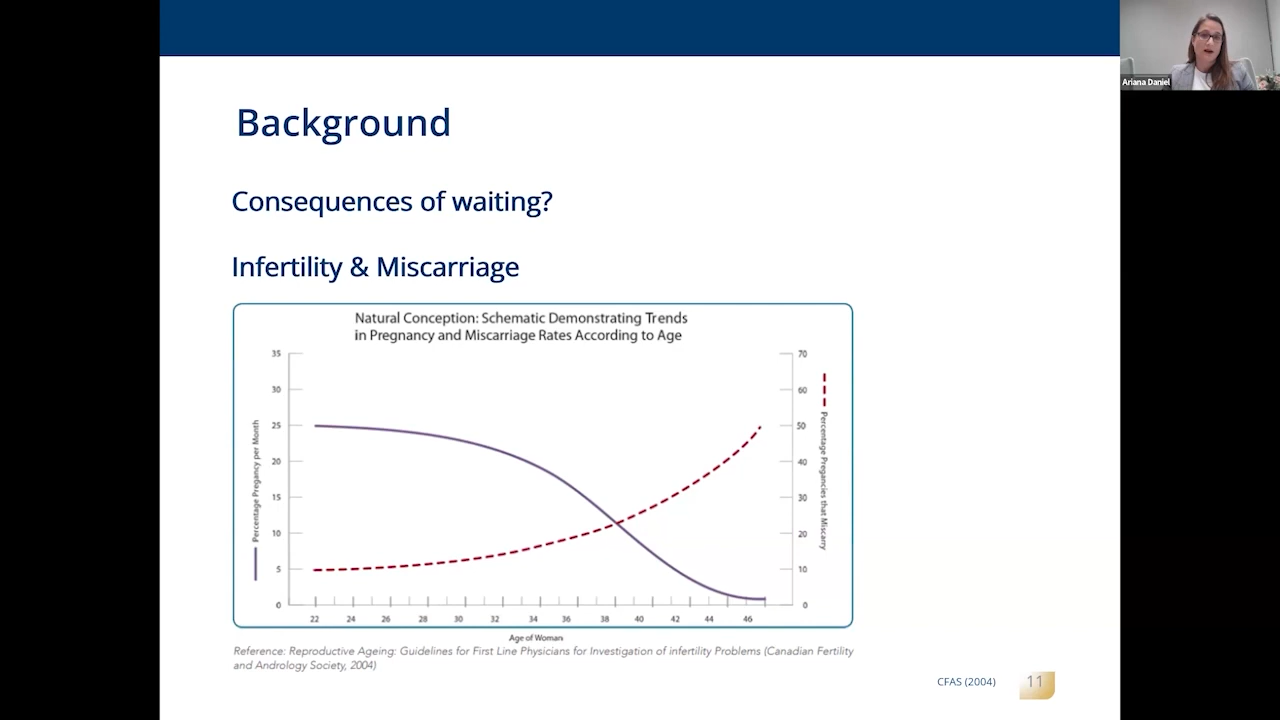 Ariana Daniel
Background
Consequences of waiting?
Infertility & Miscarriage
Natural Conception: Schematic Demonstrating Trends
in Pregnancy and Miscarriage Rates According to Age
35
30
25
20
15
10
5
0
Percentage Pregancy per Month
70
60
50
40
30
20
10
0
Percentage Pregancies that Miscarry
22 24 26 28 30 32 34 36 38 40 42 44 46
Age of Woman
Reference: Reproductive Ageing: Guidelines for First Line Physicians for Investigation of infertility Problems (Canadian Fertility
and Andrology Society, 2004)
CFAS (2004)
11